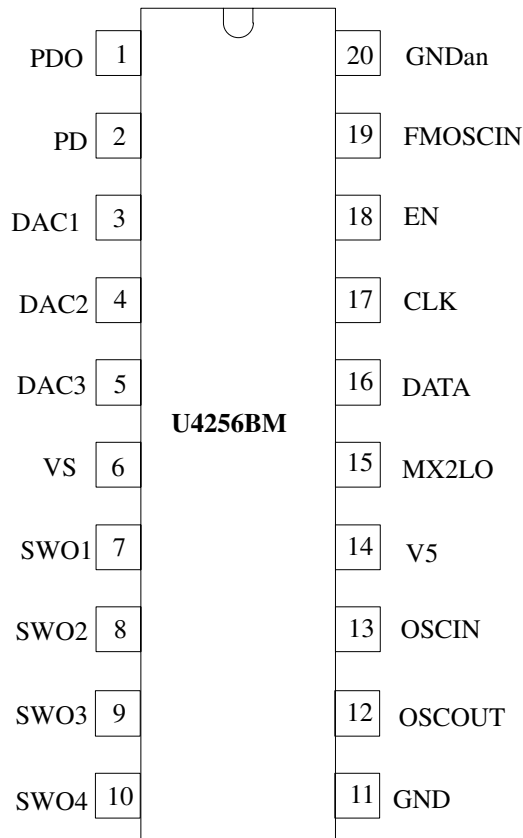 PDO 1 20 GNDan
PD 2 19 FMOSCIN
DAC1 3 18 EN
DAC2 4 17 CLK
DAC3 5 16 DATA
U4256BM
VS 6 15 MX2LO
SWO1 7 14 V5
SWO2 8 13 OSCIN
SWO3 9 12 OSCOUT
SWO4 10 11 GND